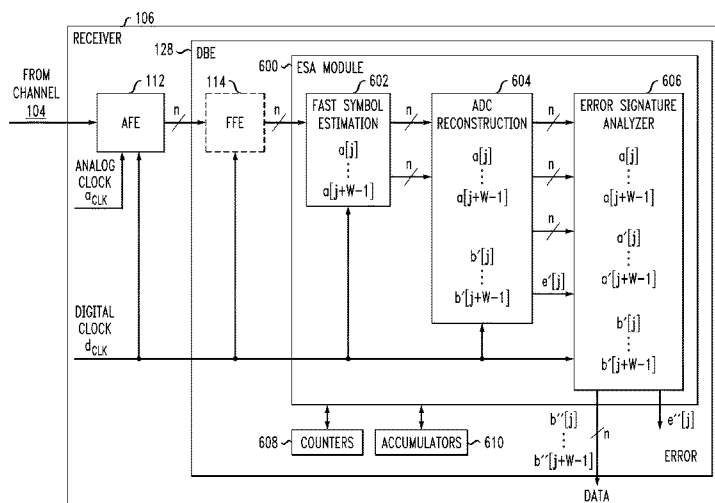 106
RECEIVER
128
DBE
600
ESA MODULE
FROM
CHANNEL
104
112
AFE
n
114
FFE
n
602
FAST SYMBOL
ESTIMATION
a[j]
⋮
a[j+W-1]
n
n
604
ADC
RECONSTRUCTION
a[j]
⋮
a[j+W-1]
b'[j]
⋮
b'[j+W-1]
n
n
n
e'[j]
606
ERROR SIGNATURE
ANALYZER
a[j]
⋮
a[j+W-1]
a'[j]
⋮
a'[j+W-1]
b'[j]
⋮
b'[j+W-1]
ANALOG
CLOCK
aCLK
DIGITAL
CLOCK
dCLK
608
COUNTERS
ACCUMULATORS
610
b''[j]
⋮
b''[j+W-1]
n
e''[j]
ERROR
DATA